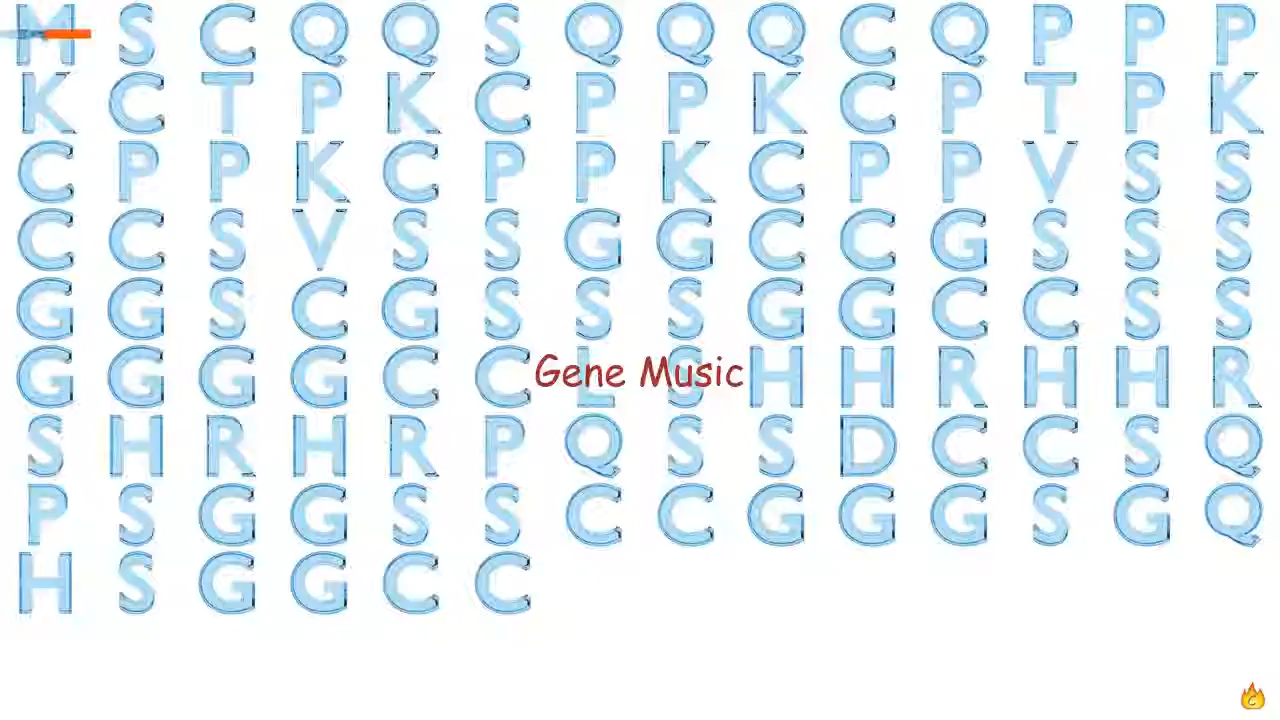 M S C Q Q S Q Q Q C Q P P P
K C T P K C P P K C P T P K
C P P K C P P K C P P V S S
C C S V S S G G C C G S S S
G G S C G S S S G G C C S S
G G G G C C L S H H R H H R
Gene Music
S H R H R P Q S S D C C S Q
P S G G S S C C G G G S G Q
H S G G C C